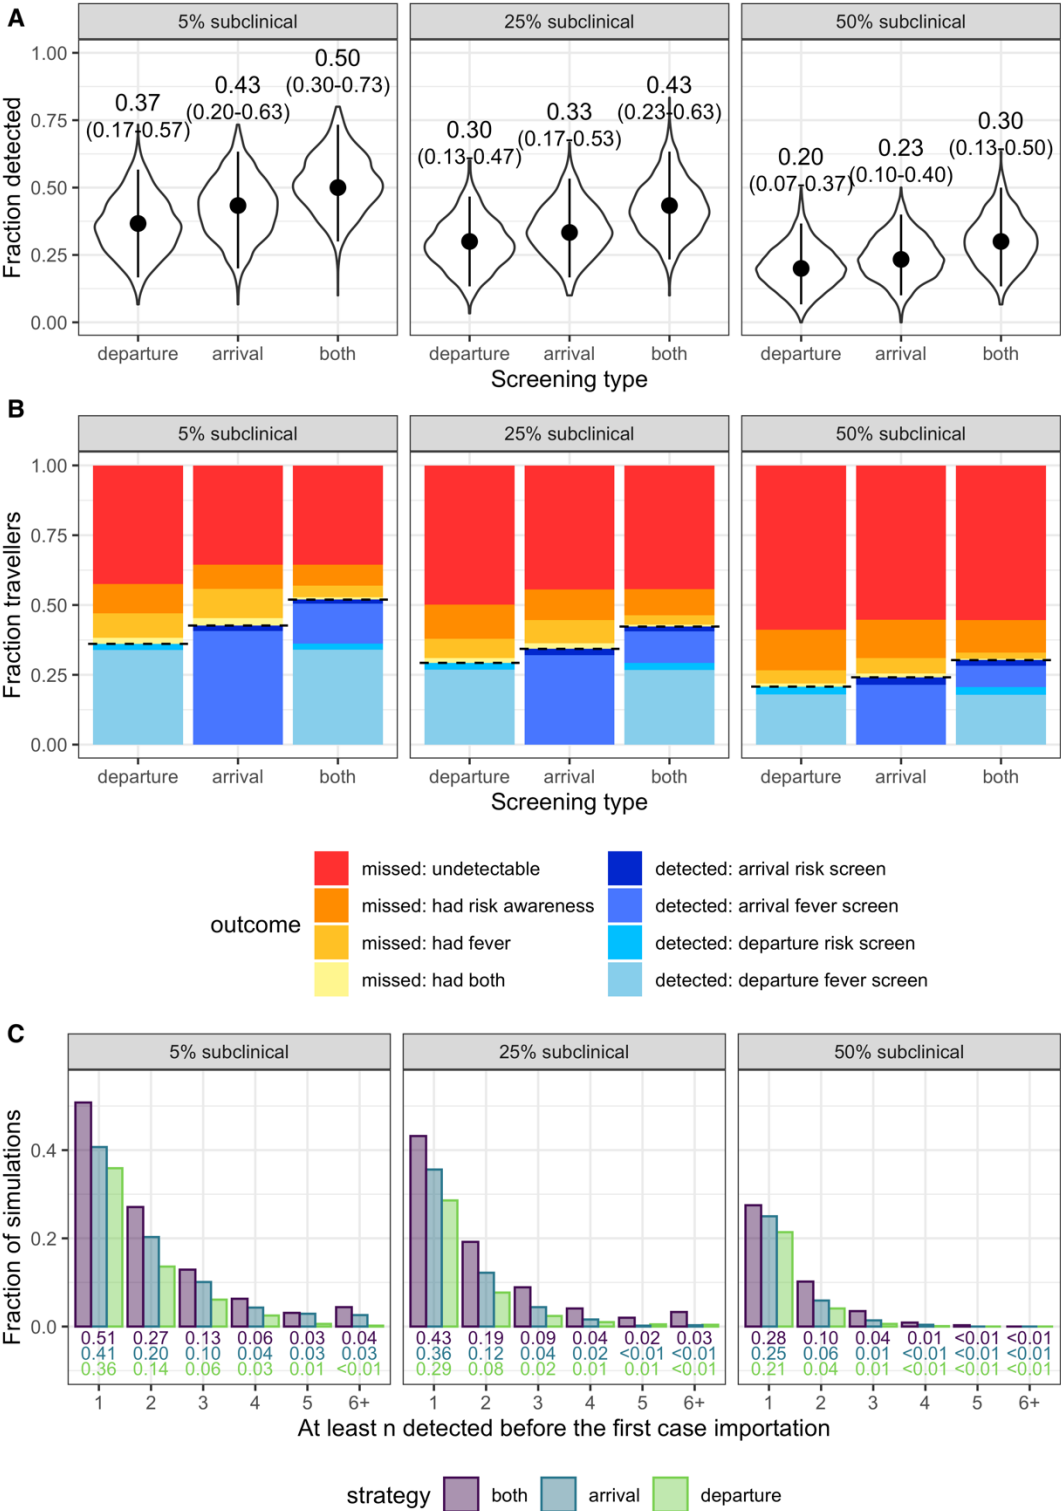 A
5% subclinical
25% subclinical
50% subclinical
Fraction detected
1.00
0.75
0.50
0.25
0.00
0.37
(0.17-0.57)
0.43
(0.20-0.63)
0.50
(0.30-0.73)
0.30
(0.13-0.47)
0.33
(0.17-0.53)
0.43
(0.23-0.63)
0.20
(0.07-0.37)
0.23
(0.10-0.40)
0.30
(0.13-0.50)
departure arrival both
departure arrival both
departure arrival both
Screening type
B
5% subclinical
25% subclinical
50% subclinical
Fraction travellers
1.00
0.75
0.50
0.25
0.00
departure arrival both
departure arrival both
departure arrival both
Screening type
outcome
missed: undetectable
missed: had risk awareness
missed: had fever
missed: had both
detected: arrival risk screen
detected: arrival fever screen
detected: departure risk screen
detected: departure fever screen
C
5% subclinical
25% subclinical
50% subclinical
Fraction of simulations
0.4
0.2
0.0
0.51 0.27 0.13 0.06 0.03 0.04
0.41 0.20 0.10 0.04 0.03 0.03
0.36 0.14 0.06 0.03 0.01 <0.01
0.43 0.19 0.09 0.04 0.02 0.03
0.36 0.12 0.04 0.02 <0.01 <0.01
0.29 0.08 0.02 0.01 0.01 <0.01
0.28 0.10 0.04 0.01 <0.01 <0.01
0.25 0.06 0.01 <0.01 <0.01 <0.01
0.21 0.04 0.01 <0.01 <0.01 <0.01
1 2 3 4 5 6+
1 2 3 4 5 6+
1 2 3 4 5 6+
At least n detected before the first case importation
strategy both arrival departure